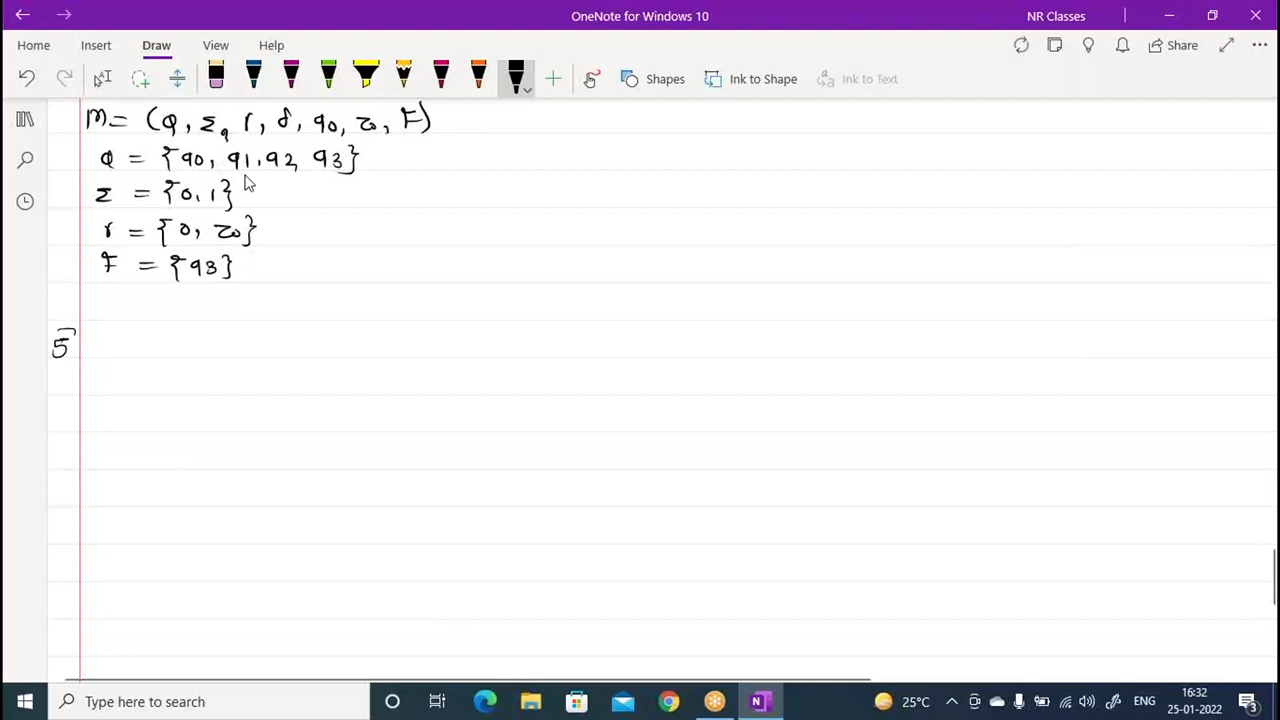 OneNote for Windows 10
NR Classes
Home Insert Draw View Help
Share
Shapes
Ink to Shape
Ink to Text
M = (Q, Σ, Γ, δ, q0, z0, F)
Q = {q0, q1, q2, q3}
Σ = {0, 1}
Γ = {0, z0}
F = {q3}
5
Type here to search
25°C
ENG
16:32
25-01-2022
3